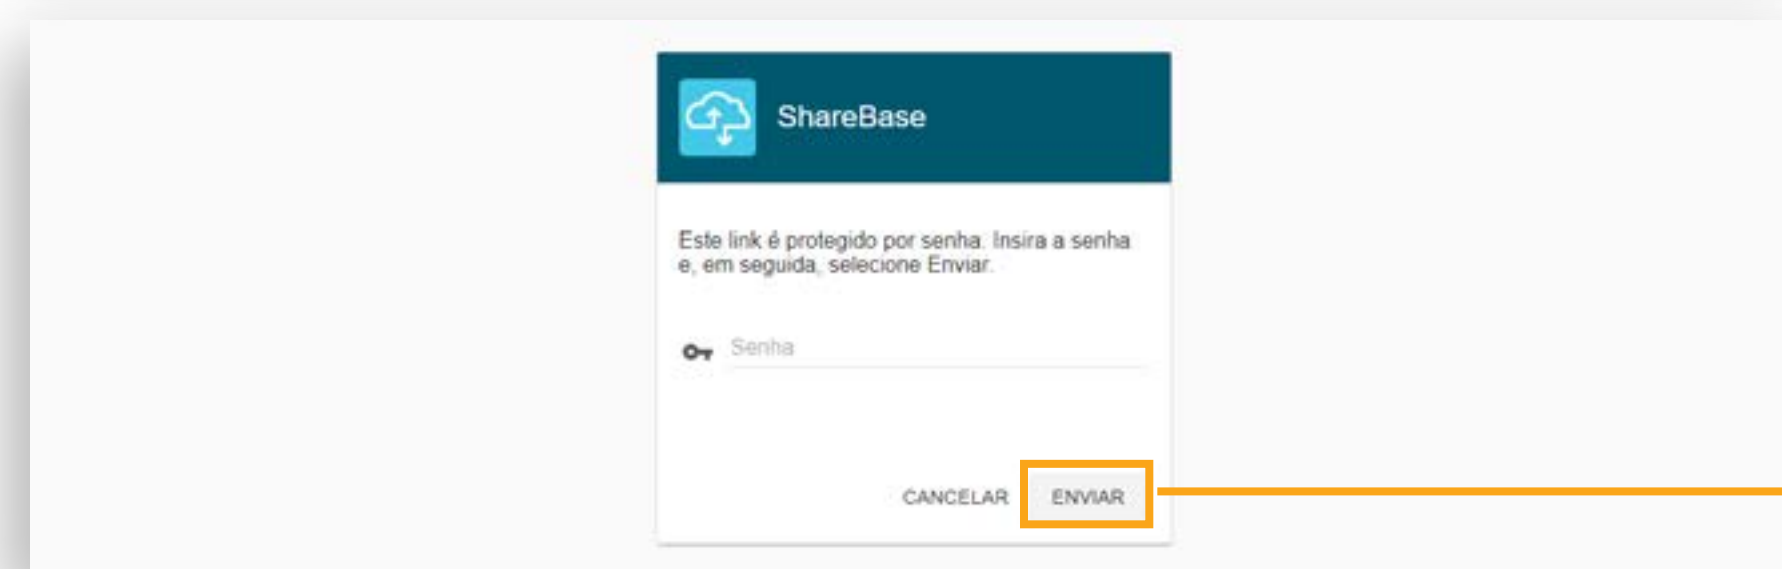 ShareBase
Este link é protegido por senha. Insira a senha
e, em seguida, selecione Enviar.
Senha
CANCELAR ENVIAR